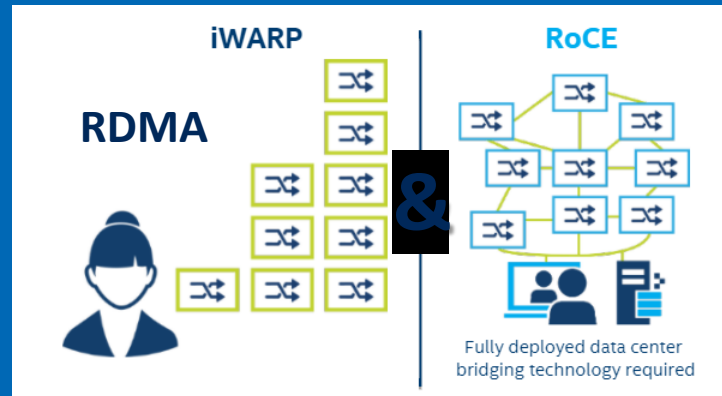 iWARP
RoCE
RDMA
&
Fully deployed data center
bridging technology required